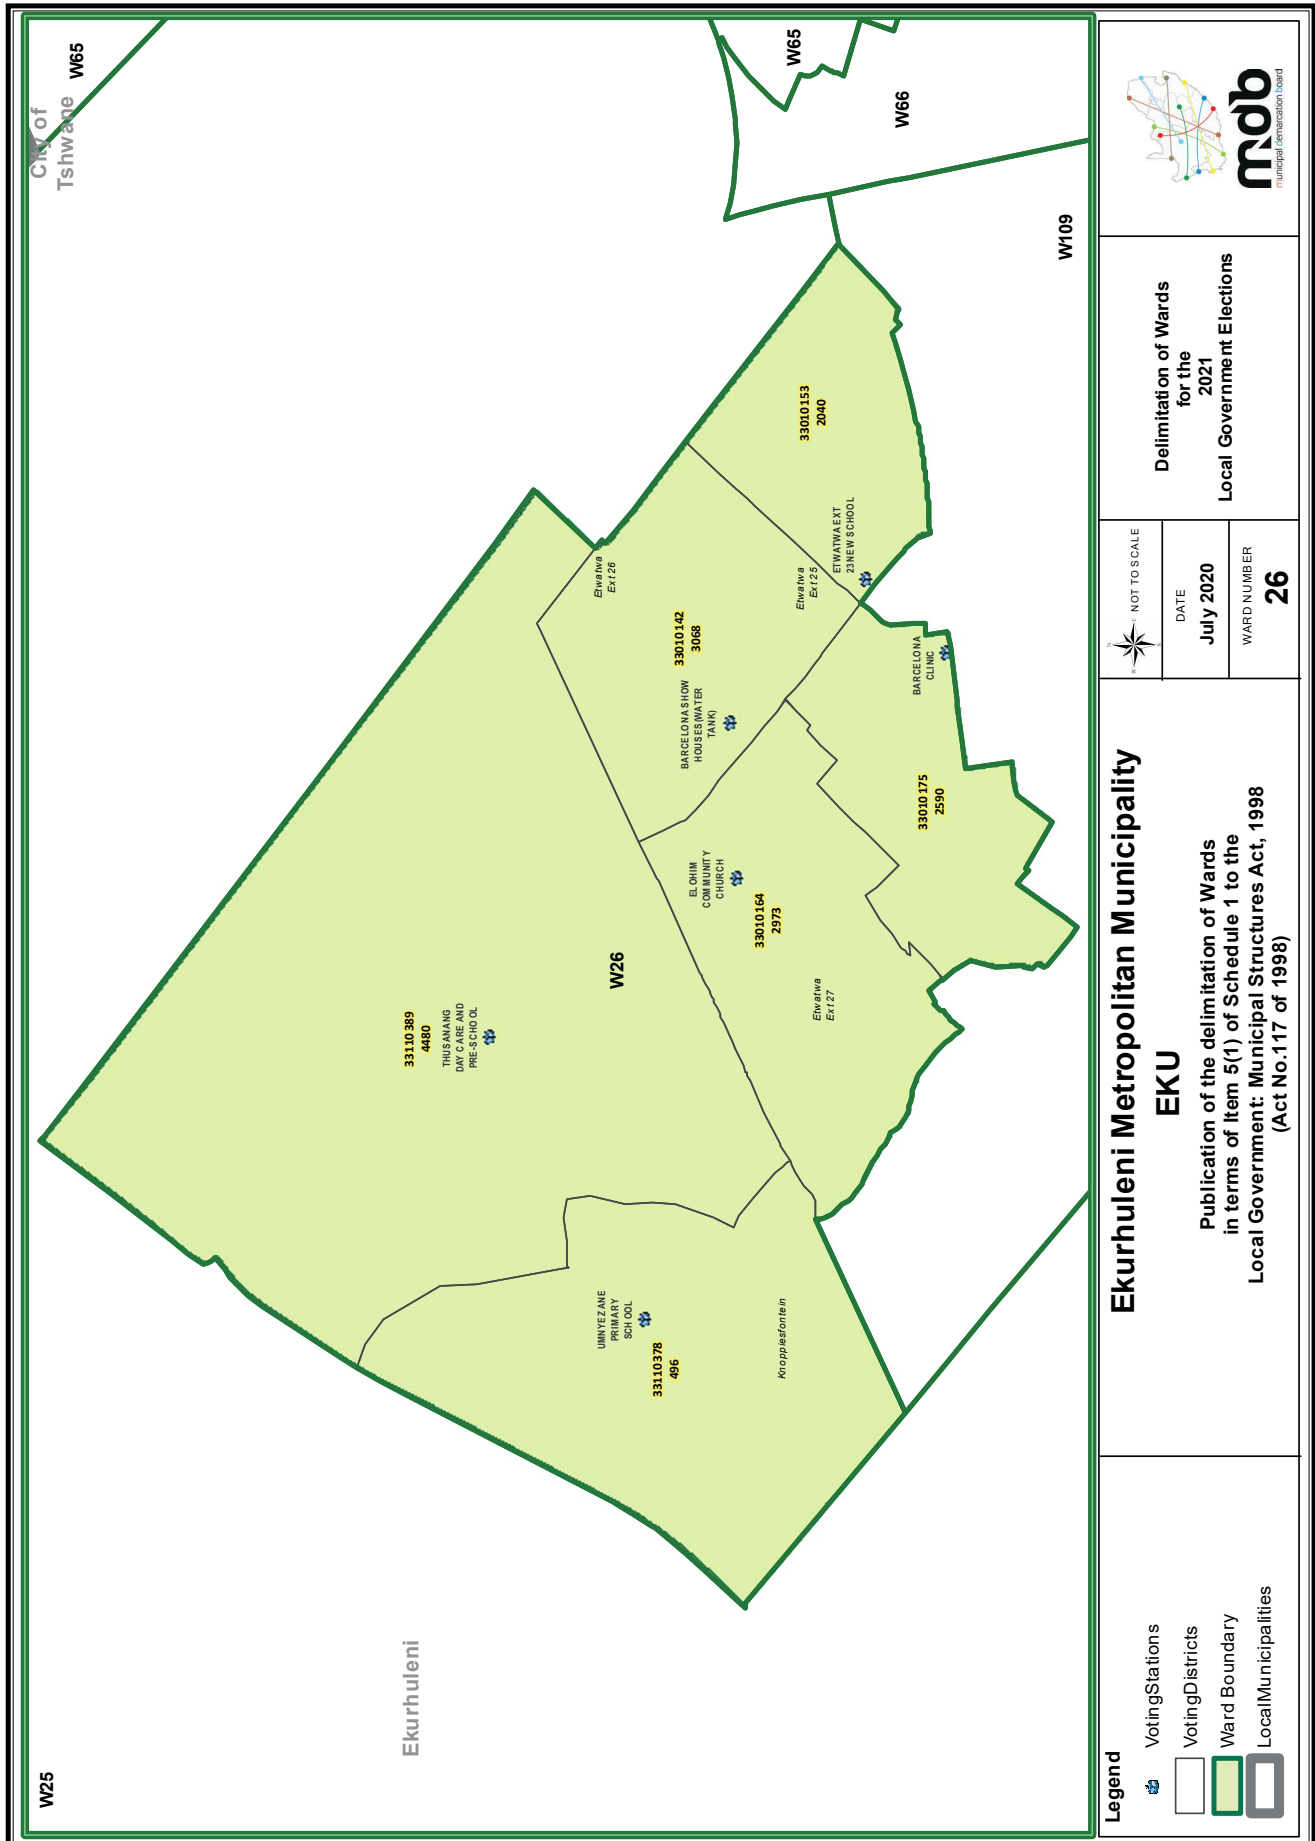 W25
Ekurhuleni
City of
Tshwane
W65
W65
W66
W109
W26
33110389
4480
THUSANANG
DAY CARE AND
PRE-SCHOOL
33110378
496
UMNYEZANE
PRIMARY
SCHOOL
Knoppiesfontein
33010164
2973
ELOHIM
COMMUNITY
CHURCH
Etwatwa
Ext 27
33010142
3068
BARCELONA SHOW
HOUSES (WATER
TANK)
Etwatwa
Ext 26
Etwatwa
Ext 25
33010153
2040
ETWATWA EXT
23 NEW SCHOOL
BARCELONA
CLINIC
33010175
2590
Legend
VotingStations
VotingDistricts
Ward Boundary
LocalMunicipalities
Ekurhuleni Metropolitan Municipality
EKU
Publication of the delimitation of Wards
in terms of Item 5(1) of Schedule 1 to the
Local Government: Municipal Structures Act, 1998
(Act No.117 of 1998)
N
E
S
W
NOT TO SCALE
DATE
July 2020
WARD NUMBER
26
Delimitation of Wards
for the
2021
Local Government Elections
mdb
municipal demarcation board